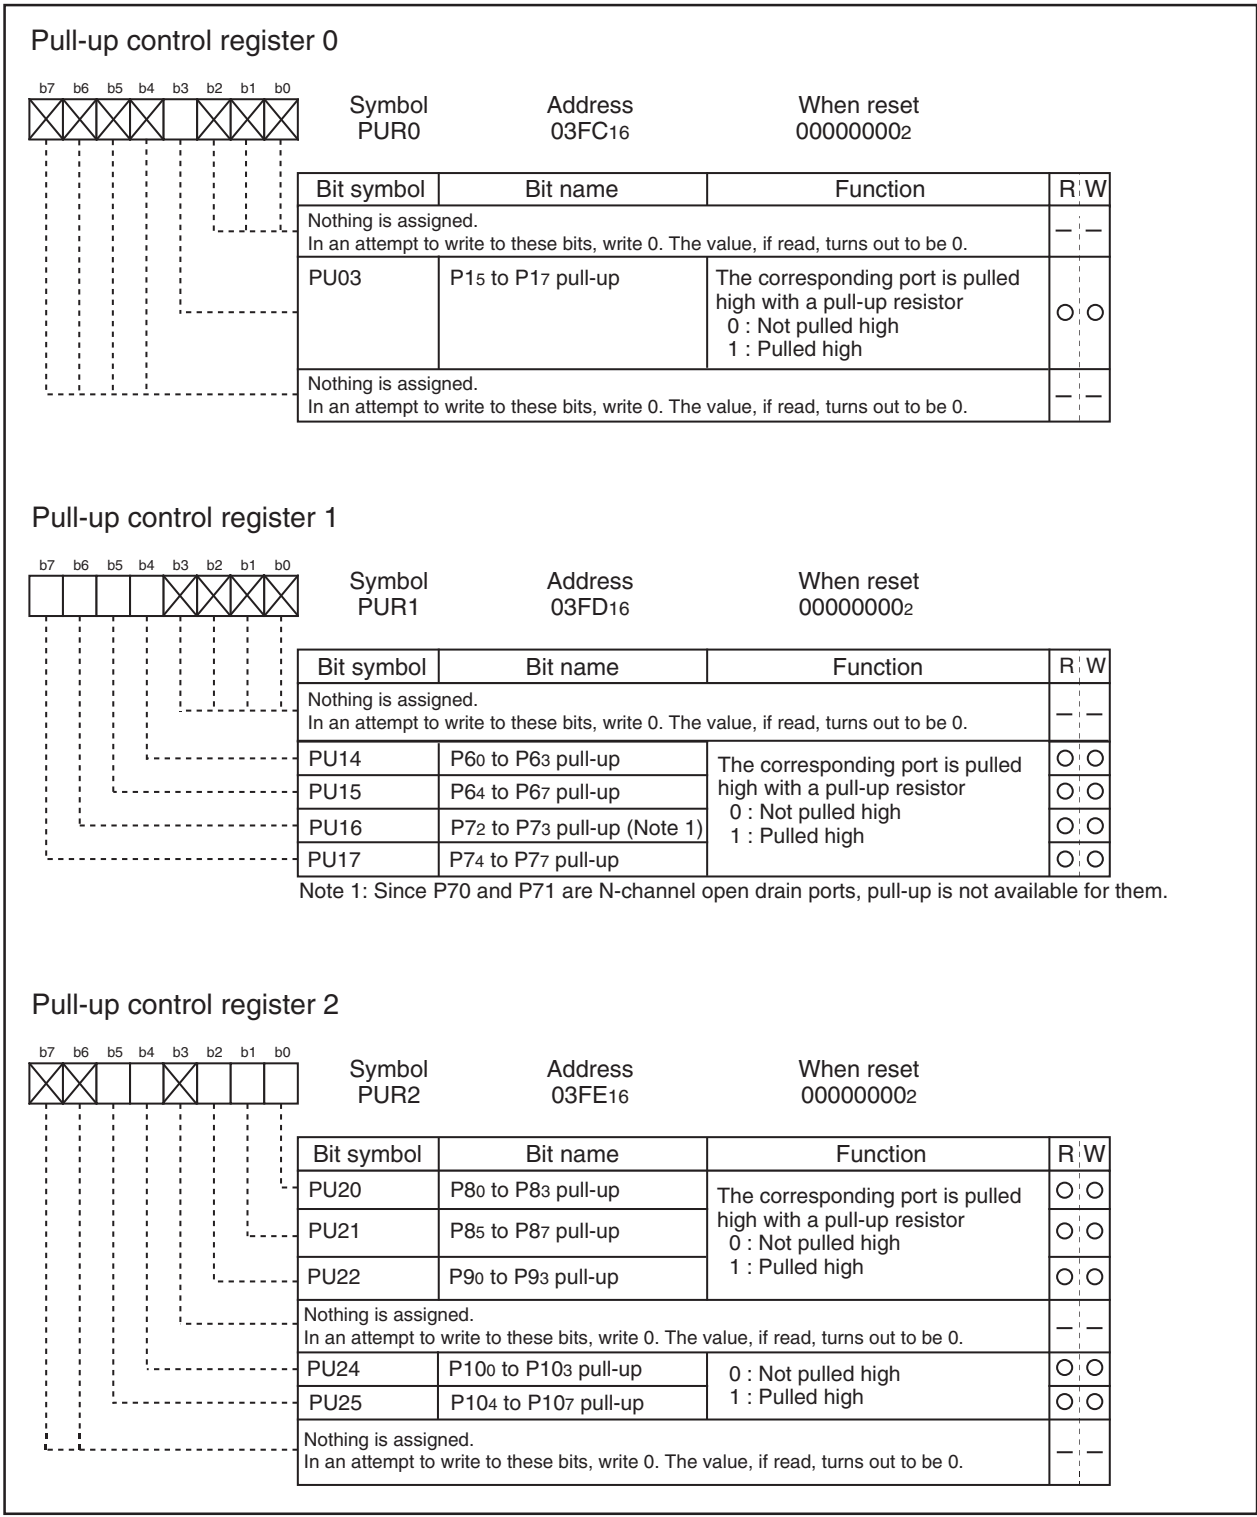 Pull-up control register 0
b7 b6 b5 b4 b3 b2 b1 b0
Symbol Address When reset
PUR0 03FC16 000000002
Bit symbol Bit name Function R W
Nothing is assigned.
In an attempt to write to these bits, write 0. The value, if read, turns out to be 0. — —
PU03 P15 to P17 pull-up The corresponding port is pulled
high with a pull-up resistor
0 : Not pulled high
1 : Pulled high
Nothing is assigned.
In an attempt to write to these bits, write 0. The value, if read, turns out to be 0. — —
Pull-up control register 1
b7 b6 b5 b4 b3 b2 b1 b0
Symbol Address When reset
PUR1 03FD16 000000002
Bit symbol Bit name Function R W
Nothing is assigned.
In an attempt to write to these bits, write 0. The value, if read, turns out to be 0. — —
PU14 P60 to P63 pull-up The corresponding port is pulled
PU15 P64 to P67 pull-up high with a pull-up resistor
0 : Not pulled high
PU16 P72 to P73 pull-up (Note 1) 1 : Pulled high
PU17 P74 to P77 pull-up
Note 1: Since P70 and P71 are N-channel open drain ports, pull-up is not available for them.
Pull-up control register 2
b7 b6 b5 b4 b3 b2 b1 b0
Symbol Address When reset
PUR2 03FE16 000000002
Bit symbol Bit name Function R W
PU20 P80 to P83 pull-up The corresponding port is pulled
high with a pull-up resistor
PU21 P85 to P87 pull-up 0 : Not pulled high
1 : Pulled high
PU22 P90 to P93 pull-up
Nothing is assigned.
In an attempt to write to these bits, write 0. The value, if read, turns out to be 0. — —
PU24 P100 to P103 pull-up 0 : Not pulled high
PU25 P104 to P107 pull-up 1 : Pulled high
Nothing is assigned.
In an attempt to write to these bits, write 0. The value, if read, turns out to be 0. — —